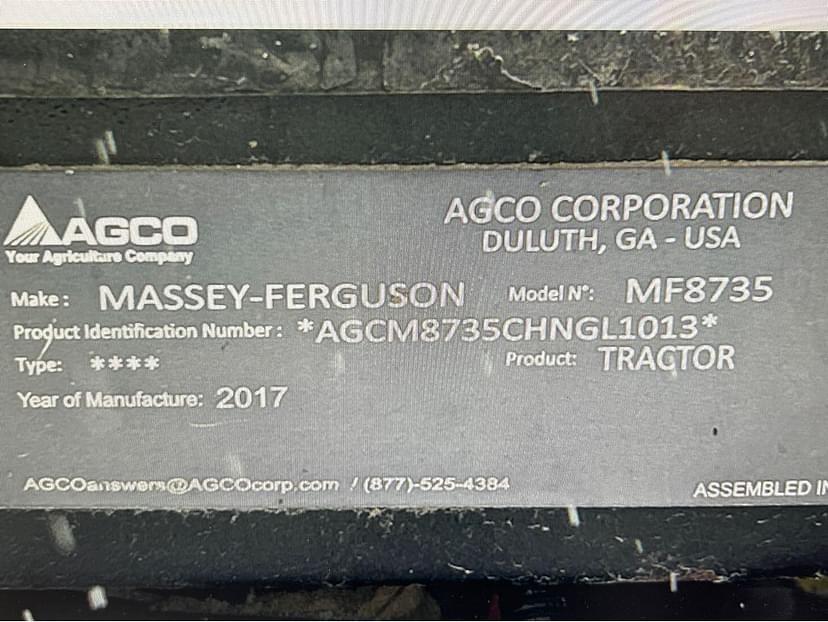 AGCO
Your Agriculture Company
AGCO CORPORATION
DULUTH, GA - USA
Make: MASSEY-FERGUSON Model Nº: MF8735
Product Identification Number: *AGCM8735CHNGL1013*
Type: **** Product: TRACTOR
Year of Manufacture: 2017
AGCOanswers@AGCOcorp.com / (877)-525-4384
ASSEMBLED IN